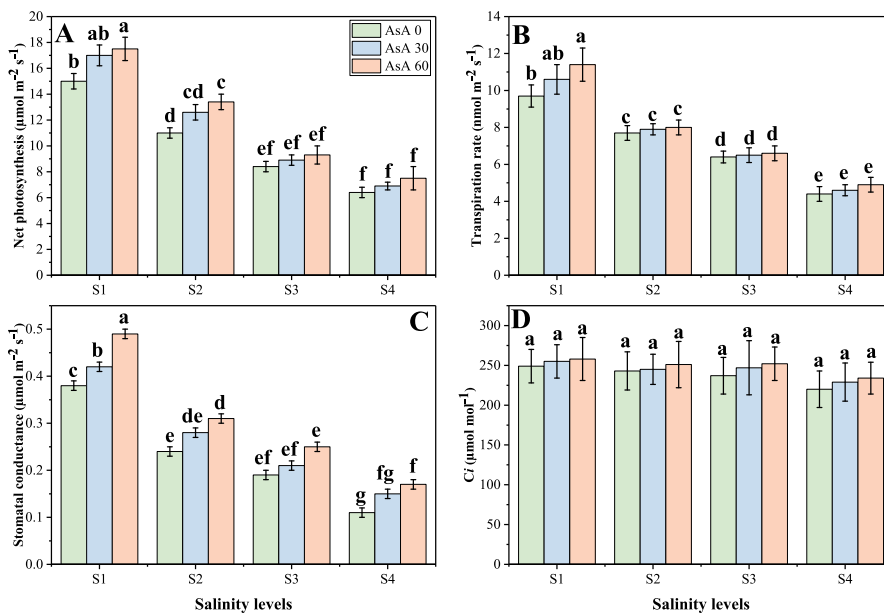 A
AsA 0
AsA 30
AsA 60
Net photosynthesis (μmol m⁻² s⁻¹)
20
18
16
14
12
10
8
6
4
2
0
b ab a
d cd c
ef ef ef
f f f
S1 S2 S3 S4
B
Transpiration rate (nmol m⁻² s⁻¹)
14
12
10
8
6
4
2
0
b ab a
c c c
d d d
e e e
S1 S2 S3 S4
C
Stomatal conductance (μmol m⁻² s⁻¹)
0.5
0.4
0.3
0.2
0.1
0.0
c b a
e de d
ef ef e
g fg f
S1 S2 S3 S4
Salinity levels
D
Ci (μmol mol⁻¹)
300
250
200
150
100
50
0
a a a
a a a
a a a
a a a
S1 S2 S3 S4
Salinity levels